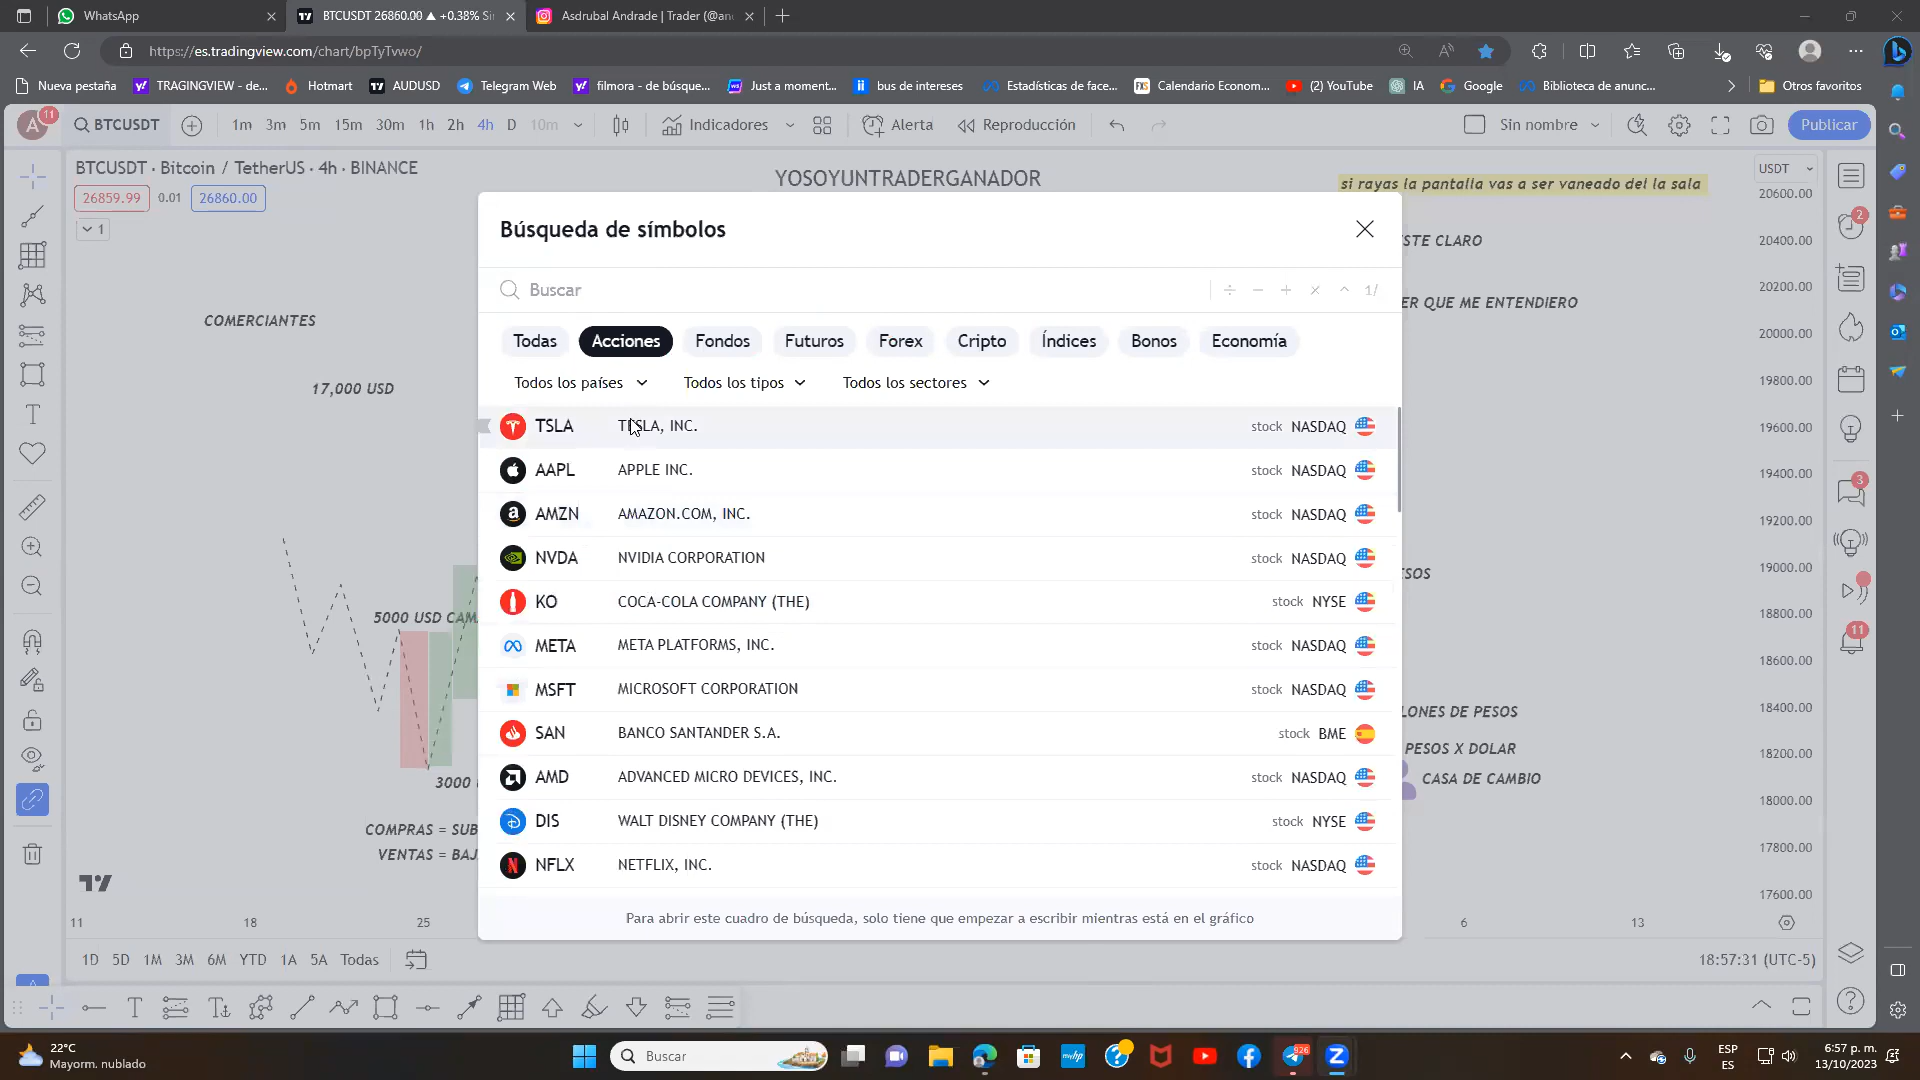 WhatsApp
BTCUSDT 26860.00 ▲ +0.38% Si
Asdrubal Andrade | Trader (@an
https://es.tradingview.com/chart/bpTyTvwo/
Nueva pestaña
TRAGINGVIEW - de...
Hotmart
AUDUSD
Telegram Web
filmora - de búsque...
Just a moment...
bus de intereses
Estadísticas de face...
Calendario Econom...
(2) YouTube
IA
Google
Biblioteca de anunc...
Otros favoritos
A 11
BTCUSDT
1m 3m 5m 15m 30m 1h 2h 4h D 10m
Indicadores
Alerta
Reproducción
Sin nombre
Publicar
BTCUSDT · Bitcoin / TetherUS · 4h · BINANCE
26859.99 0.01 26860.00
1
YOSOYUNTRADERGANADOR
si rayas la pantalla vas a ser vaneado del la sala
USDT
COMERCIANTES
17,000 USD
5000 USD CAM
3000
COMPRAS = SUB
VENTAS = BAJ
Búsqueda de símbolos
Buscar
1/
Todas Acciones Fondos Futuros Forex Cripto Índices Bonos Economía
Todos los países Todos los tipos Todos los sectores
TSLA TESLA, INC. stock NASDAQ
AAPL APPLE INC. stock NASDAQ
AMZN AMAZON.COM, INC. stock NASDAQ
NVDA NVIDIA CORPORATION stock NASDAQ
KO COCA-COLA COMPANY (THE) stock NYSE
META META PLATFORMS, INC. stock NASDAQ
MSFT MICROSOFT CORPORATION stock NASDAQ
SAN BANCO SANTANDER S.A. stock BME
AMD ADVANCED MICRO DEVICES, INC. stock NASDAQ
DIS WALT DISNEY COMPANY (THE) stock NYSE
NFLX NETFLIX, INC. stock NASDAQ
Para abrir este cuadro de búsqueda, solo tiene que empezar a escribir mientras está en el gráfico
STE CLARO
ER QUE ME ENTENDIERO
ESOS
LONES DE PESOS
PESOS X DOLAR
CASA DE CAMBIO
20600.00
20400.00
20200.00
20000.00
19800.00
19600.00
19400.00
19200.00
19000.00
18800.00
18600.00
18400.00
18200.00
18000.00
17800.00
17600.00
2
3
11
11 18 25 6 13
1D 5D 1M 3M 6M YTD 1A 5A Todas
18:57:31 (UTC-5)
22°C
Mayorm. nublado
Buscar
926
ESP
ES
6:57 p. m.
13/10/2023